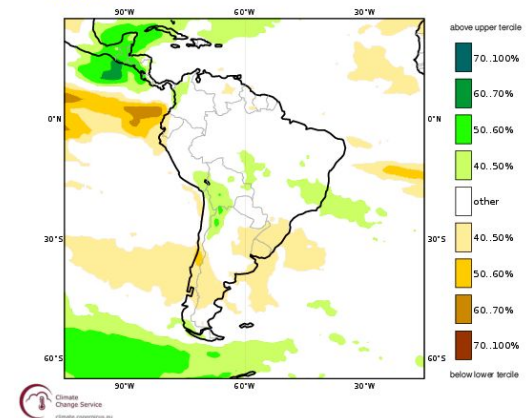 90°W 60°W 30°W
above upper tercile
70..100%
60..70%
50..60%
40..50%
other
40..50%
50..60%
60..70%
70..100%
below lower tercile
0°N 0°N
30°S 30°S
60°S 60°S
90°W 60°W 30°W
Climate
Change Service